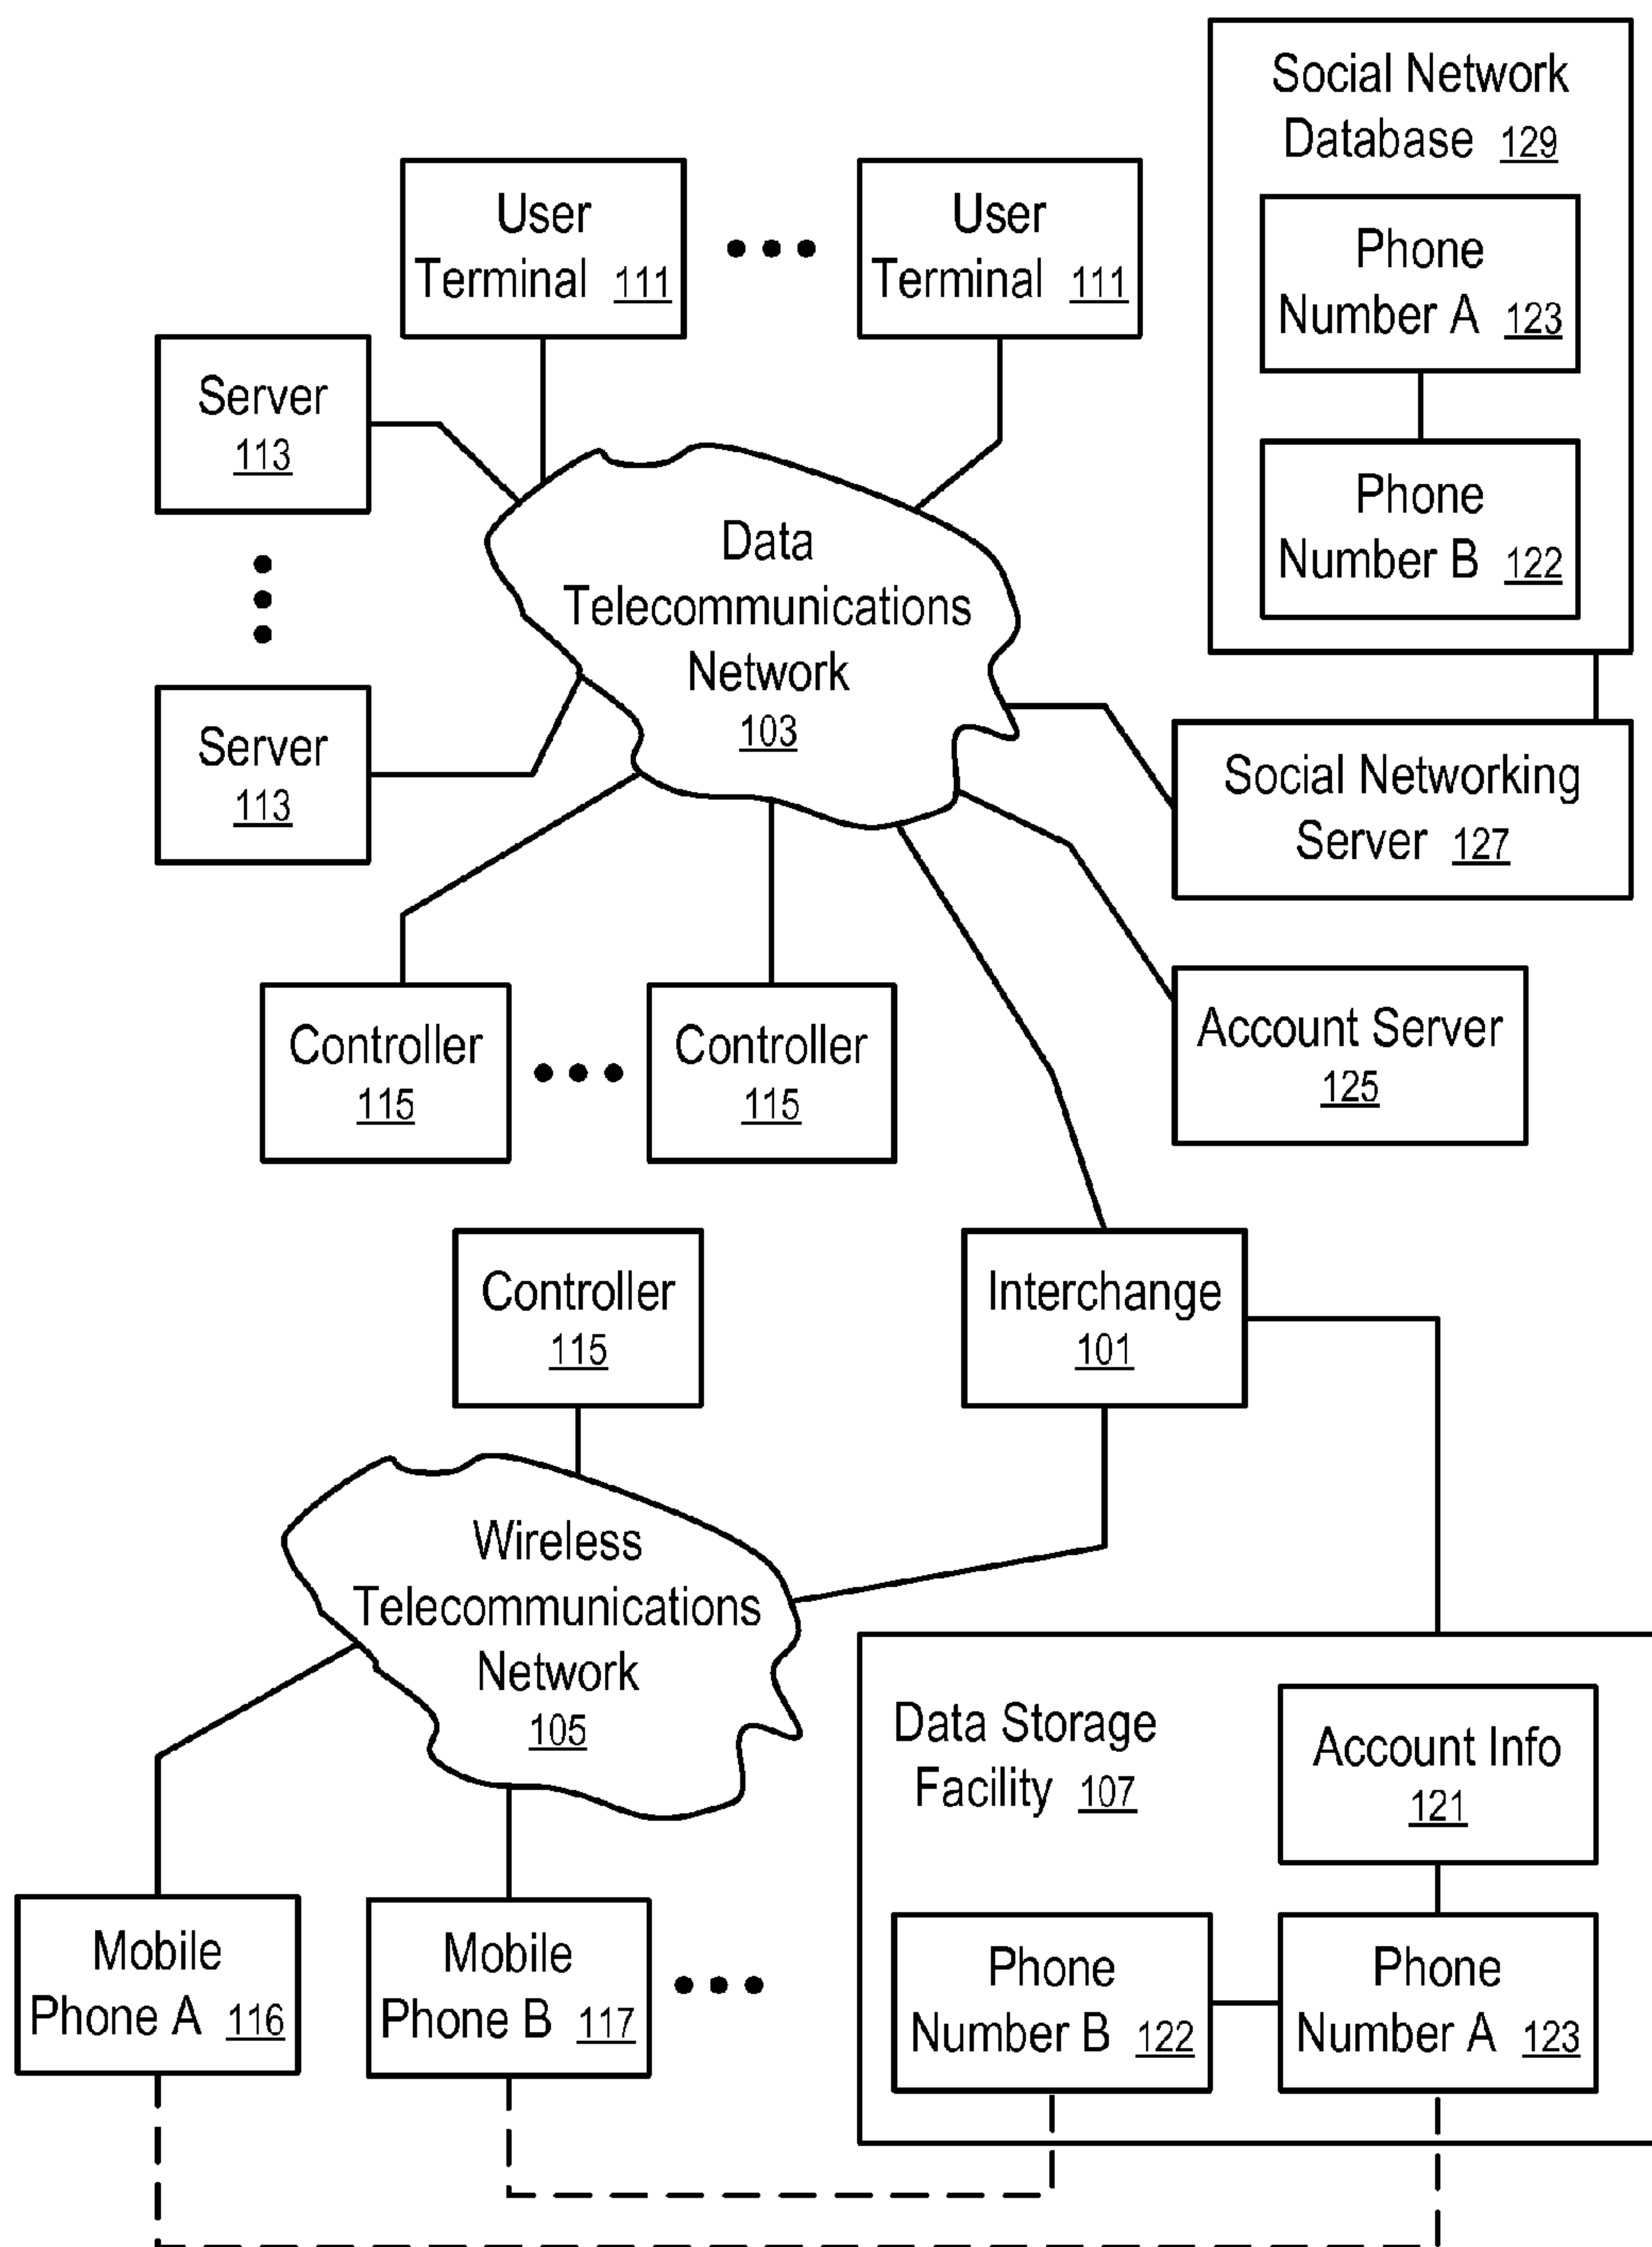 Social Network
Database 129
Phone
Number A 123
Phone
Number B 122
User
Terminal 111
User
Terminal 111
Server
113
Data
Telecommunications
Network
103
Server
113
Social Networking
Server 127
Controller
115
Controller
115
Account Server
125
Controller
115
Interchange
101
Wireless
Telecommunications
Network
105
Data Storage
Facility 107
Account Info
121
Mobile
Phone A 116
Mobile
Phone B 117
Phone
Number B 122
Phone
Number A 123